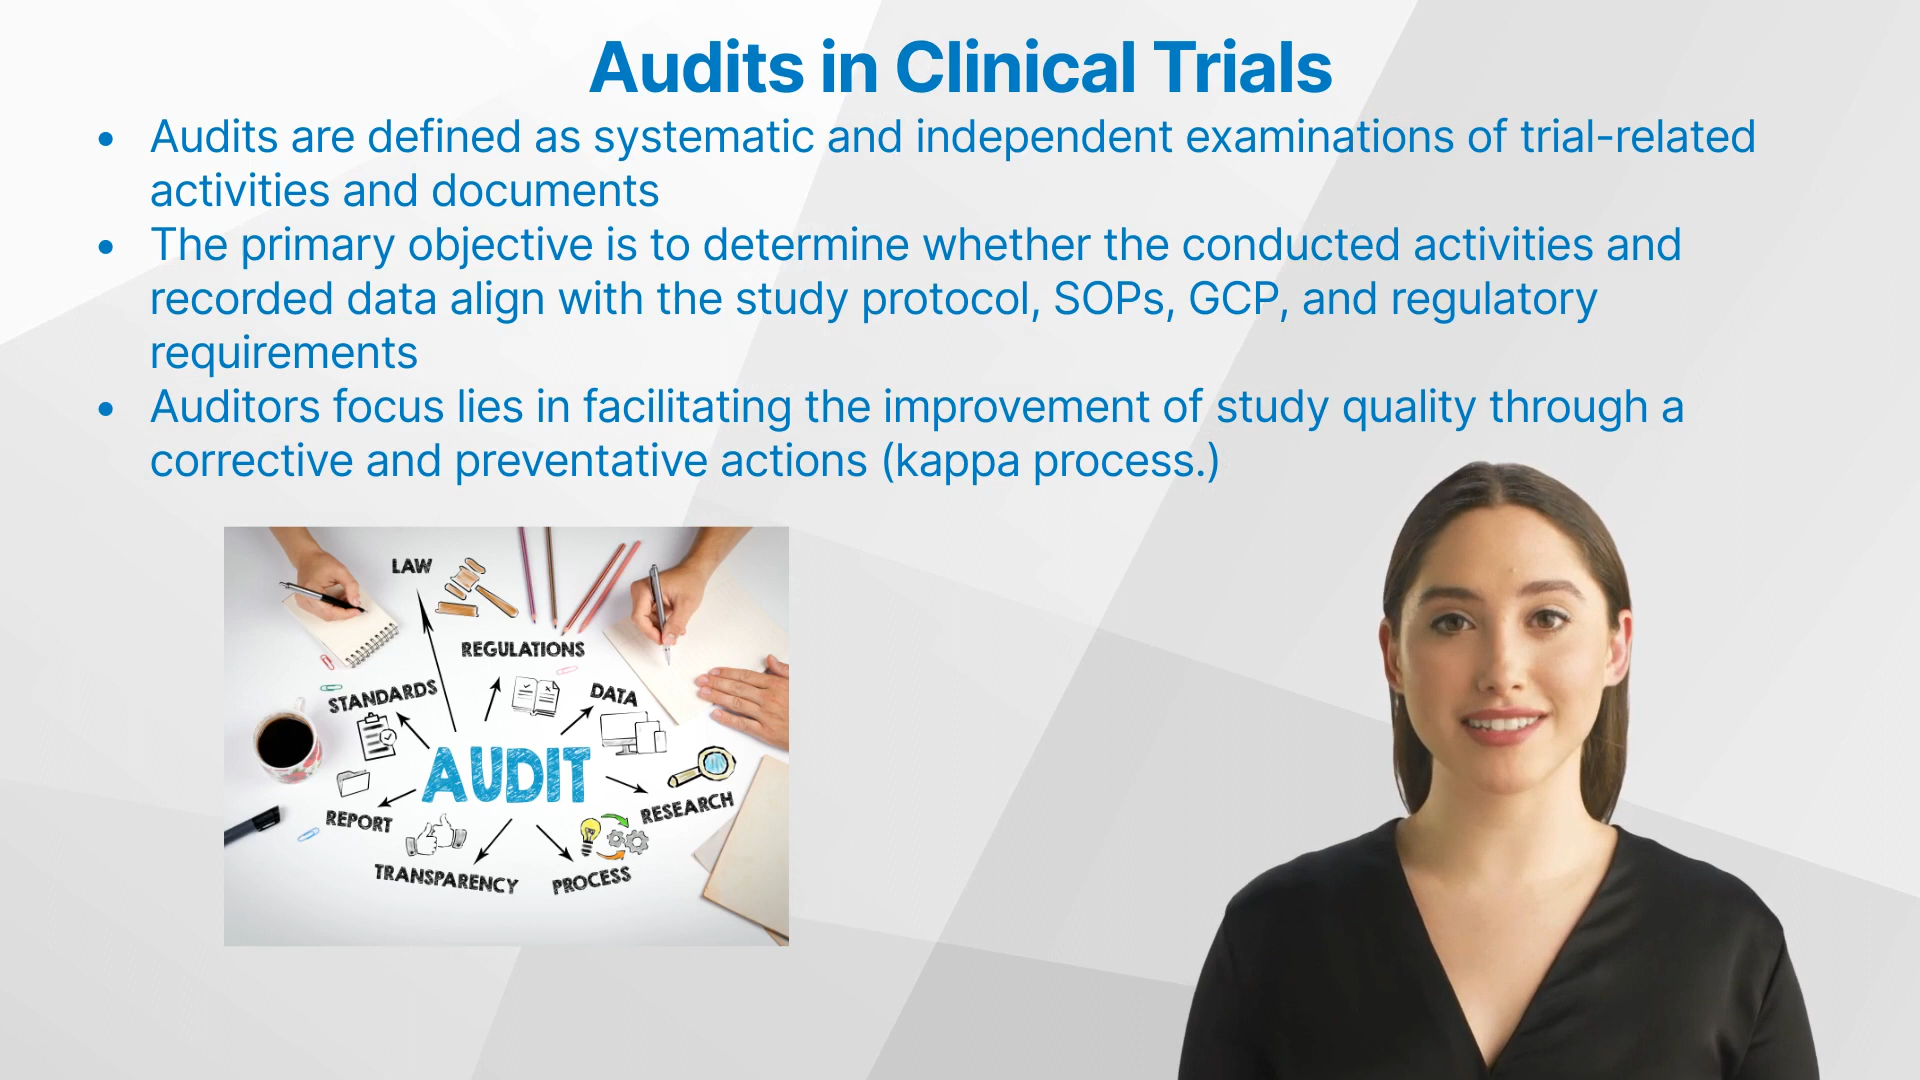 Audits in Clinical Trials
• Audits are defined as systematic and independent examinations of trial-related
activities and documents
• The primary objective is to determine whether the conducted activities and
recorded data align with the study protocol, SOPs, GCP, and regulatory
requirements
• Auditors focus lies in facilitating the improvement of study quality through a
corrective and preventative actions (kappa process.)
LAW
REGULATIONS
STANDARDS
DATA
AUDIT
RESEARCH
REPORT
TRANSPARENCY
PROCESS